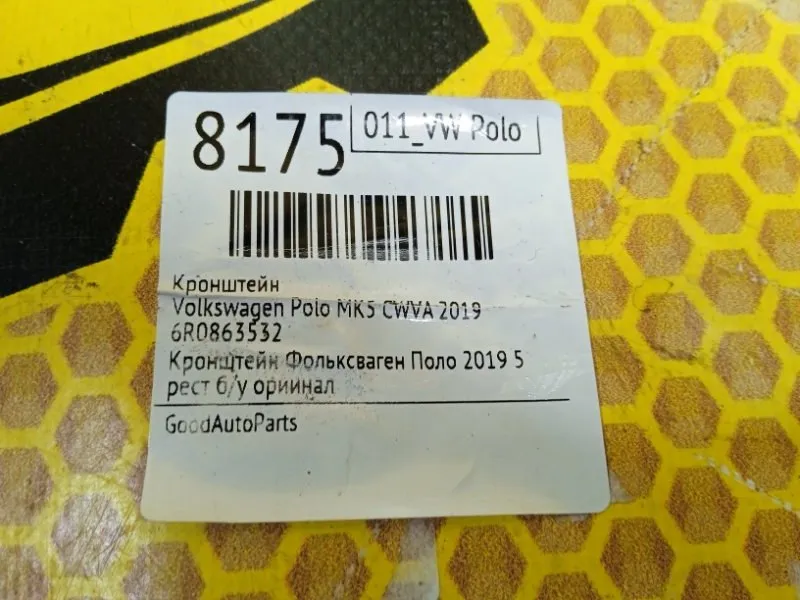 8175
011_VW Polo
Кронштейн
Volkswagen Polo MK5 CWVA 2019
6R0863532
Кронштейн Фольксваген Поло 2019 5
рест б/у ориинал
GoodAutoParts